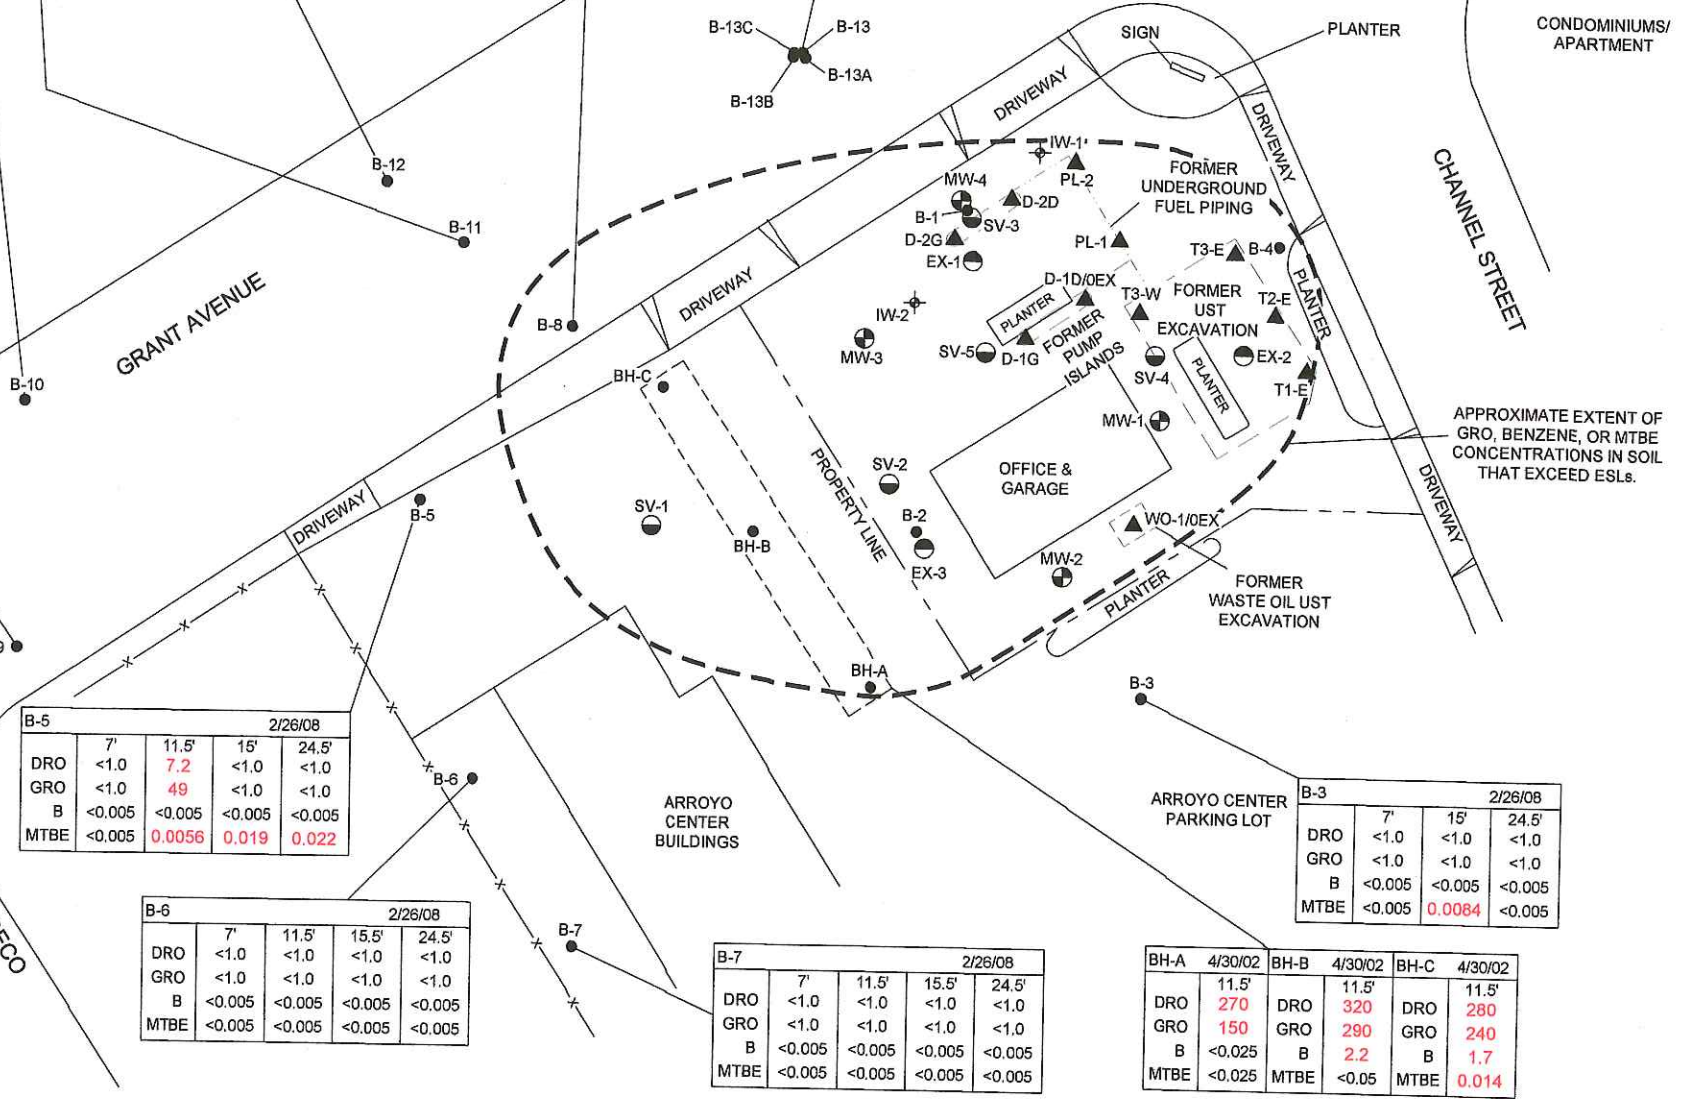 B-13C
B-13
B-13A
B-13B
SIGN
PLANTER
CONDOMINIUMS/
APARTMENT
DRIVEWAY
DRIVEWAY
CHANNEL STREET
B-12
B-11
IW-1
MW-4
PL-2
FORMER
UNDERGROUND
FUEL PIPING
D-2D
B-1
SV-3
D-2G
EX-1
PL-1
T3-E
B-4
GRANT AVENUE
DRIVEWAY
D-1D/0EX
T3-W
FORMER
UST
EXCAVATION
T2-E
PLANTER
PLANTER
IW-2
B-8
MW-3
SV-5
D-1G
FORMER
PUMP
ISLANDS
SV-4
EX-2
PLANTER
T1-E
B-10
BH-C
MW-1
APPROXIMATE EXTENT OF
GRO, BENZENE, OR MTBE
CONCENTRATIONS IN SOIL
THAT EXCEED ESLs.
PROPERTY LINE
SV-2
OFFICE &
GARAGE
DRIVEWAY
DRIVEWAY
B-5
SV-1
BH-B
B-2
EX-3
WO-1/0EX
MW-2
PLANTER
FORMER
WASTE OIL UST
EXCAVATION
BH-A
B-3
B-6
B-7
ARROYO
CENTER
BUILDINGS
ARROYO CENTER
PARKING LOT
B-5 2/26/08
7' 11.5' 15' 24.5'
DRO <1.0 7.2 <1.0 <1.0
GRO <1.0 49 <1.0 <1.0
B <0.005 <0.005 <0.005 <0.005
MTBE <0.005 0.0056 0.019 0.022
B-3 2/26/08
7' 15' 24.5'
DRO <1.0 <1.0 <1.0
GRO <1.0 <1.0 <1.0
B <0.005 <0.005 <0.005
MTBE <0.005 0.0084 <0.005
B-6 2/26/08
7' 11.5' 15.5' 24.5'
DRO <1.0 <1.0 <1.0 <1.0
GRO <1.0 <1.0 <1.0 <1.0
B <0.005 <0.005 <0.005 <0.005
MTBE <0.005 <0.005 <0.005 <0.005
B-7 2/26/08
7' 11.5' 15.5' 24.5'
DRO <1.0 <1.0 <1.0 <1.0
GRO <1.0 <1.0 <1.0 <1.0
B <0.005 <0.005 <0.005 <0.005
MTBE <0.005 <0.005 <0.005 <0.005
BH-A 4/30/02 BH-B 4/30/02 BH-C 4/30/02
11.5' 11.5' 11.5'
DRO 270 DRO 320 DRO 280
GRO 150 GRO 290 GRO 240
B <0.025 B 2.2 B 1.7
MTBE <0.025 MTBE <0.05 MTBE 0.014